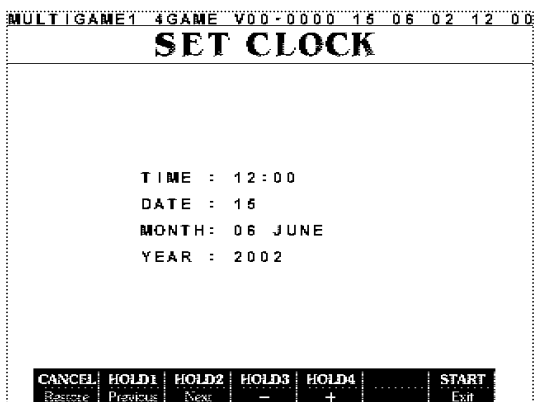 MULTIGAME1 4GAME V00-0000 15 06 02 12 00
SET CLOCK
TIME : 12:00
DATE : 15
MONTH: 06 JUNE
YEAR : 2002
CANCEL HOLD1 HOLD2 HOLD3 HOLD4 START
Restore Previous Next - + Exit